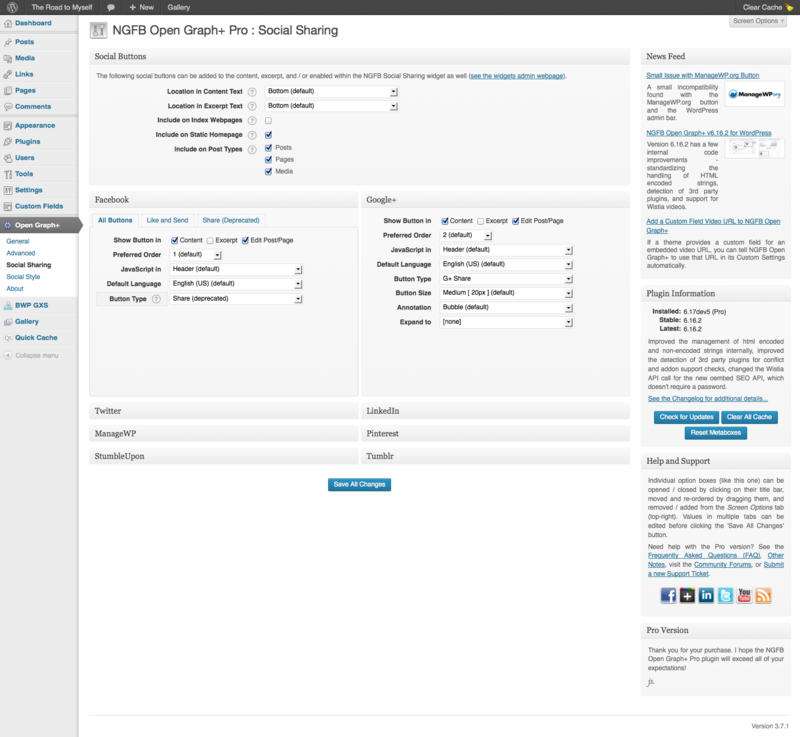 The Road to Myself
+ New
Gallery
Clear Cache
Screen Options
Dashboard
Posts
Media
Links
Pages
Comments
Appearance
Plugins
Users
Tools
Settings
Custom Fields
Open Graph+
General
Advanced
Social Sharing
Social Style
About
BWP GXS
Gallery
Quick Cache
Collapse menu
NGFB Open Graph+ Pro : Social Sharing
Social Buttons
The following social buttons can be added to the content, excerpt, and / or enabled within the NGFB Social Sharing widget as well (see the widgets admin webpage).
Location in Content Text ? Bottom (default)
Location in Excerpt Text ? Bottom (default)
Include on Index Webpages ?
Include on Static Homepage ?
Include on Post Types ? Posts
Pages
Media
Facebook
All Buttons Like and Send Share (Deprecated)
Show Button in Content Excerpt Edit Post/Page
Preferred Order 1 (default)
JavaScript in Header (default)
Default Language English (US) (default)
Button Type ? Share (deprecated)
Google+
Show Button in Content Excerpt Edit Post/Page
Preferred Order 2 (default)
JavaScript in Header (default)
Default Language English (US) (default)
Button Type G+ Share
Button Size Medium [ 20px ] (default)
Annotation Bubble (default)
Expand to [none]
Twitter
LinkedIn
ManageWP
Pinterest
StumbleUpon
Tumblr
Save All Changes
News Feed
Small Issue with ManageWP.org Button
A small incompatibility
found with the
ManageWP.org button
and the WordPress
admin bar.
ManageWP.org
NGFB Open Graph+ v6.16.2 for WordPress
Version 6.16.2 has a few
internal code
improvements -
standardizing the
handling of HTML
encoded strings,
detection of 3rd party
plugins, and support for
Wistia videos.
Add a Custom Field Video URL to NGFB Open
Graph+
If a theme provides a custom field for an
embedded video URL, you can tell NGFB Open
Graph+ to use that URL in its Custom Settings
automatically.
Plugin Information
Installed: 6.17dev5 (Pro)
Stable: 6.16.2
Latest: 6.16.2
Improved the management of html encoded
and non-encoded strings internally, improved
the detection of 3rd party plugins for conflict
and addon support checks, changed the Wistia
API call for the new oembed SEO API, which
doesn't require a password.
See the Changelog for additional details...
Check for Updates
Clear All Cache
Reset Metaboxes
Help and Support
Individual option boxes (like this one) can be
opened / closed by clicking on their title bar,
moved and re-ordered by dragging them, and
removed / added from the Screen Options tab
(top-right). Values in multiple tabs can be
edited before clicking the 'Save All Changes'
button.
Need help with the Pro version? See the
Frequently Asked Questions (FAQ), Other
Notes, visit the Community Forums, or Submit
a new Support Ticket.
f
+
in
t
You
Tube
Pro Version
Thank you for your purchase. I hope the NGFB
Open Graph+ Pro plugin will exceed all of your
expectations!
js.
Version 3.7.1